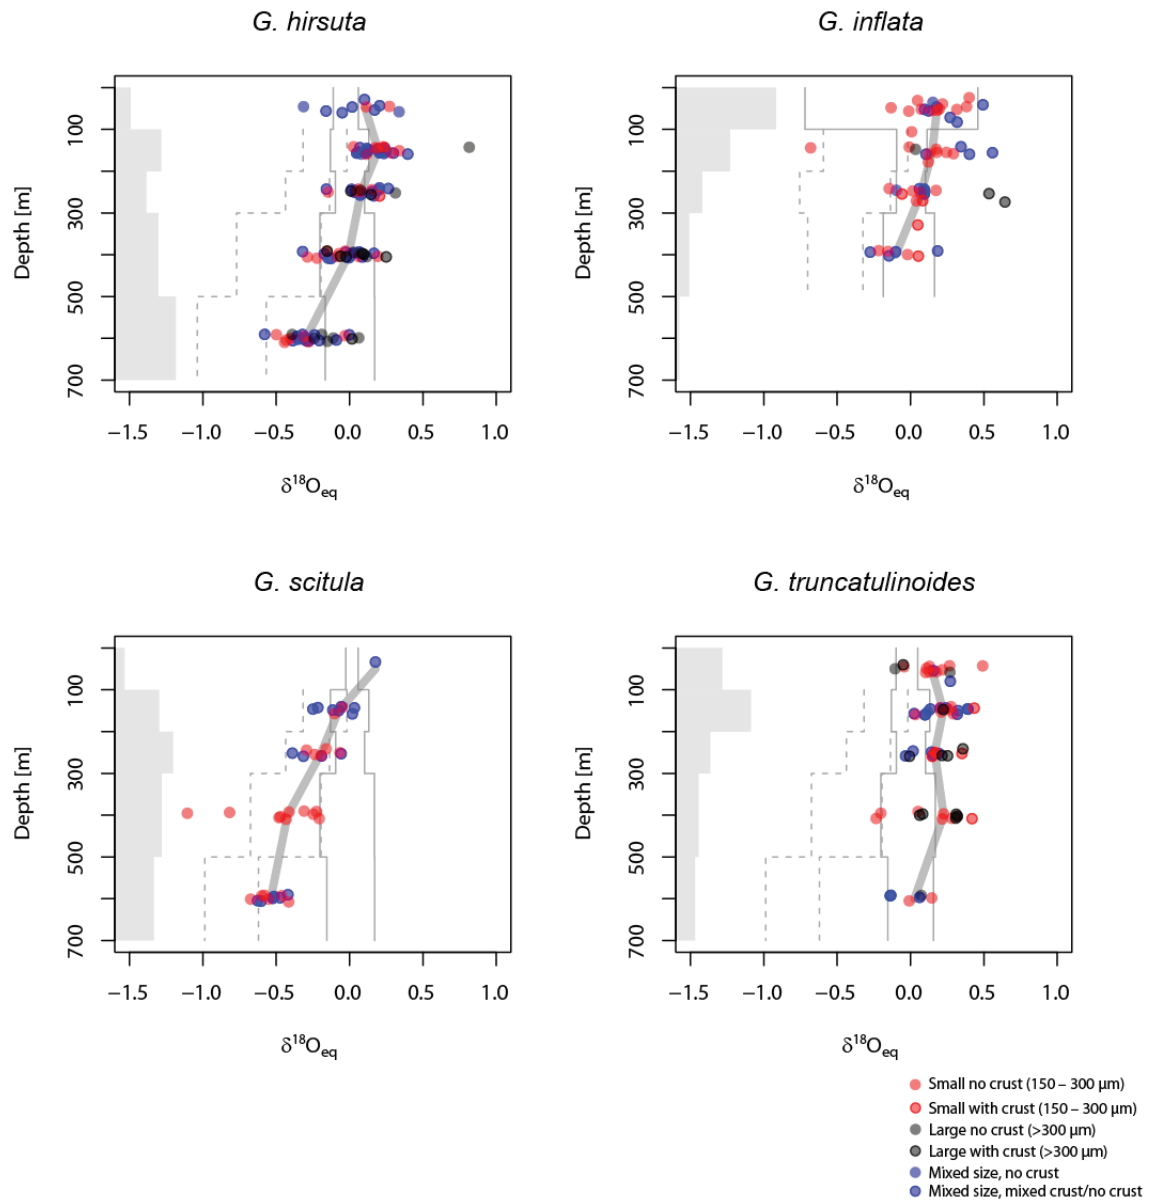 G. hirsuta
G. inflata
Depth [m]
100
300
500
700
−1.5 −1.0 −0.5 0.0 0.5 1.0
δ18Oeq
Depth [m]
100
300
500
700
−1.5 −1.0 −0.5 0.0 0.5 1.0
δ18Oeq
G. scitula
G. truncatulinoides
Depth [m]
100
300
500
700
−1.5 −1.0 −0.5 0.0 0.5 1.0
δ18Oeq
Depth [m]
100
300
500
700
−1.5 −1.0 −0.5 0.0 0.5 1.0
δ18Oeq
Small no crust (150 – 300 μm)
Small with crust (150 – 300 μm)
Large no crust (>300 μm)
Large with crust (>300 μm)
Mixed size, no crust
Mixed size, mixed crust/no crust